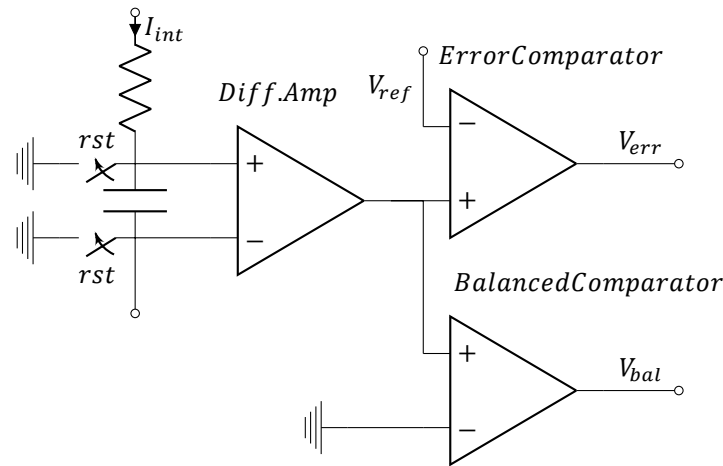 I_int
ErrorComparator
Diff.Amp
V_ref
rst
−
V_err
+
+
−
rst
BalancedComparator
+
V_bal
−